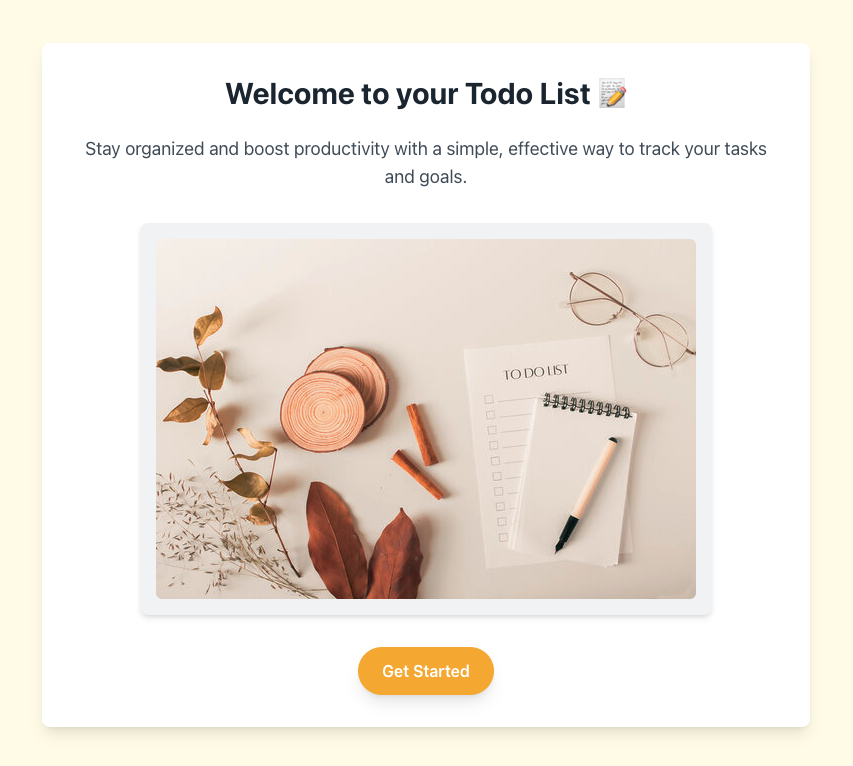 Welcome to your Todo List 📝
Stay organized and boost productivity with a simple, effective way to track your tasks
and goals.
TO DO LIST
Get Started